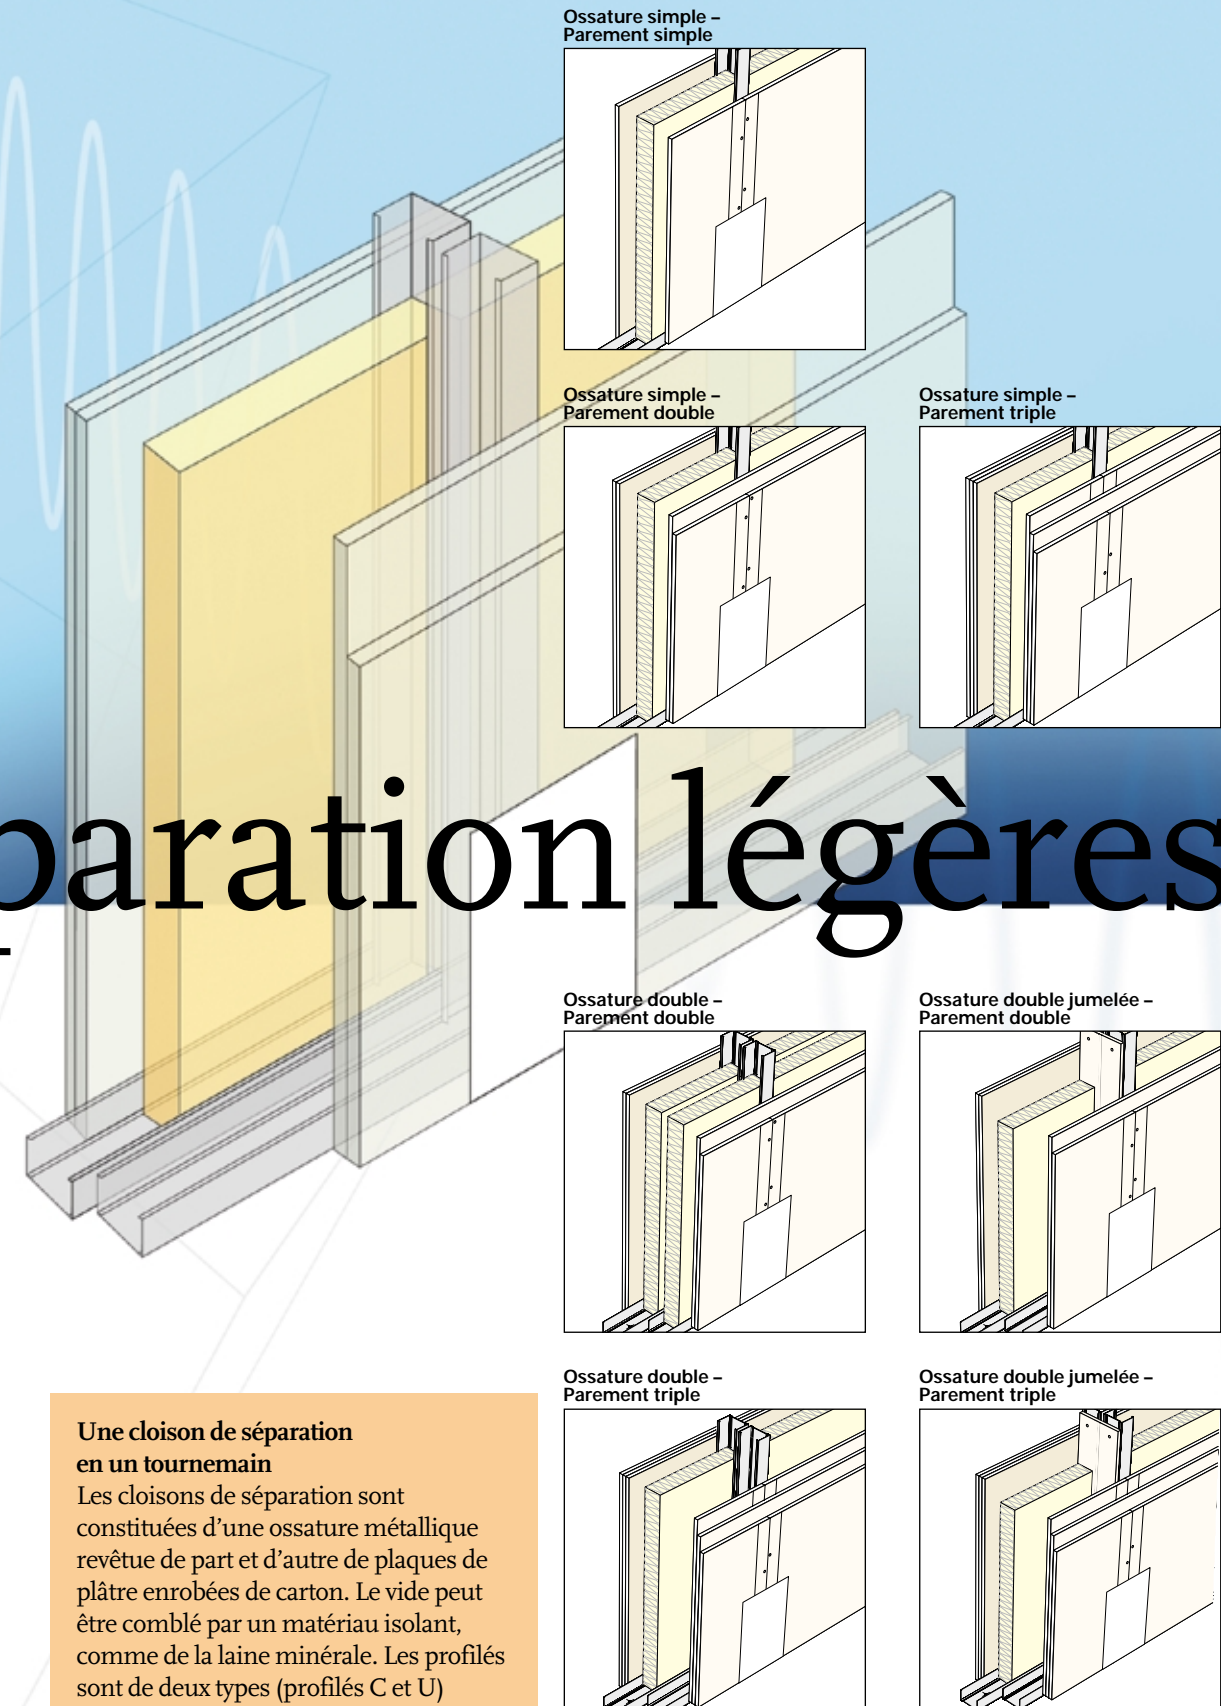 Ossature simple –
Parement simple
Ossature simple –
Parement double
Ossature simple –
Parement triple
paration légères
Ossature double –
Parement double
Ossature double jumelée –
Parement double
Ossature double –
Parement triple
Ossature double jumelée –
Parement triple
Une cloison de séparation
en un tournemain
Les cloisons de séparation sont
constituées d'une ossature métallique
revêtue de part et d'autre de plaques de
plâtre enrobées de carton. Le vide peut
être comblé par un matériau isolant,
comme de la laine minérale. Les profilés
sont de deux types (profilés C et U)